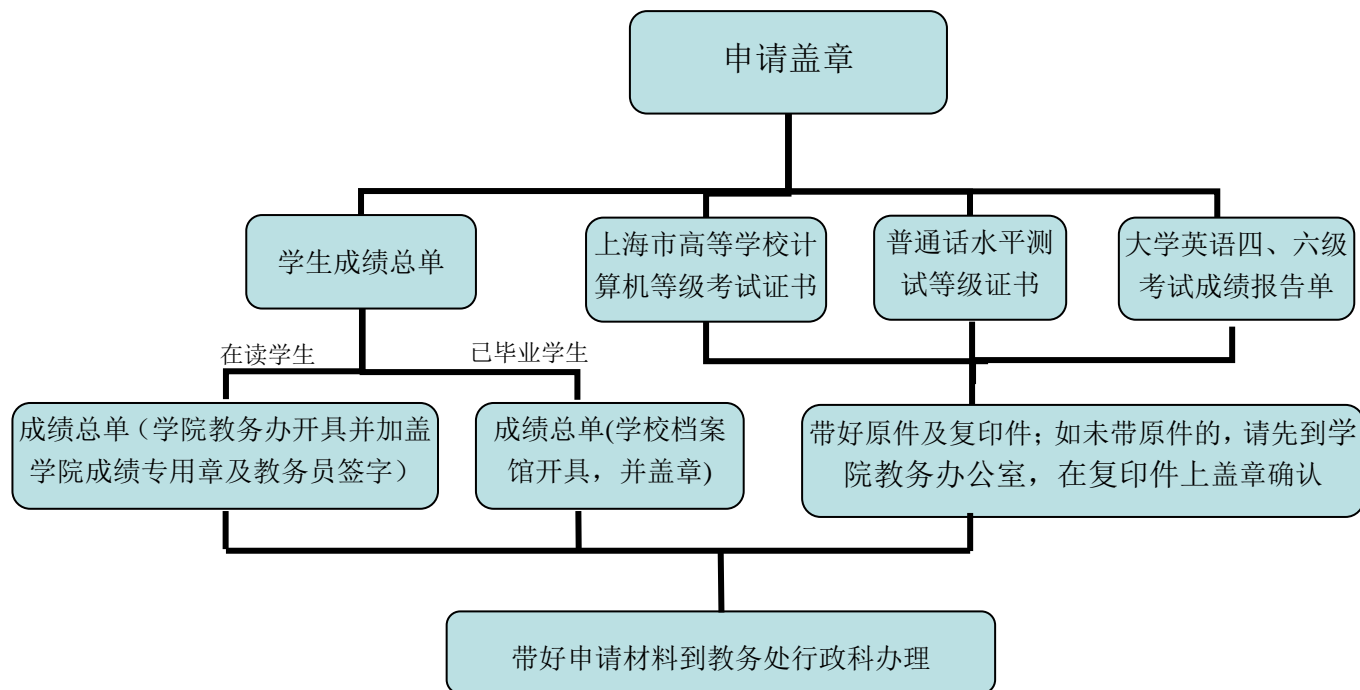 申请盖章
学生成绩总单
上海市高等学校计
算机等级考试证书
普通话水平测
试等级证书
大学英语四、六级
考试成绩报告单
在读学生
已毕业学生
成绩总单（学院教务办开具并加盖
学院成绩专用章及教务员签字）
成绩总单(学校档案
馆开具，并盖章)
带好原件及复印件；如未带原件的，请先到学
院教务办公室，在复印件上盖章确认
带好申请材料到教务处行政科办理